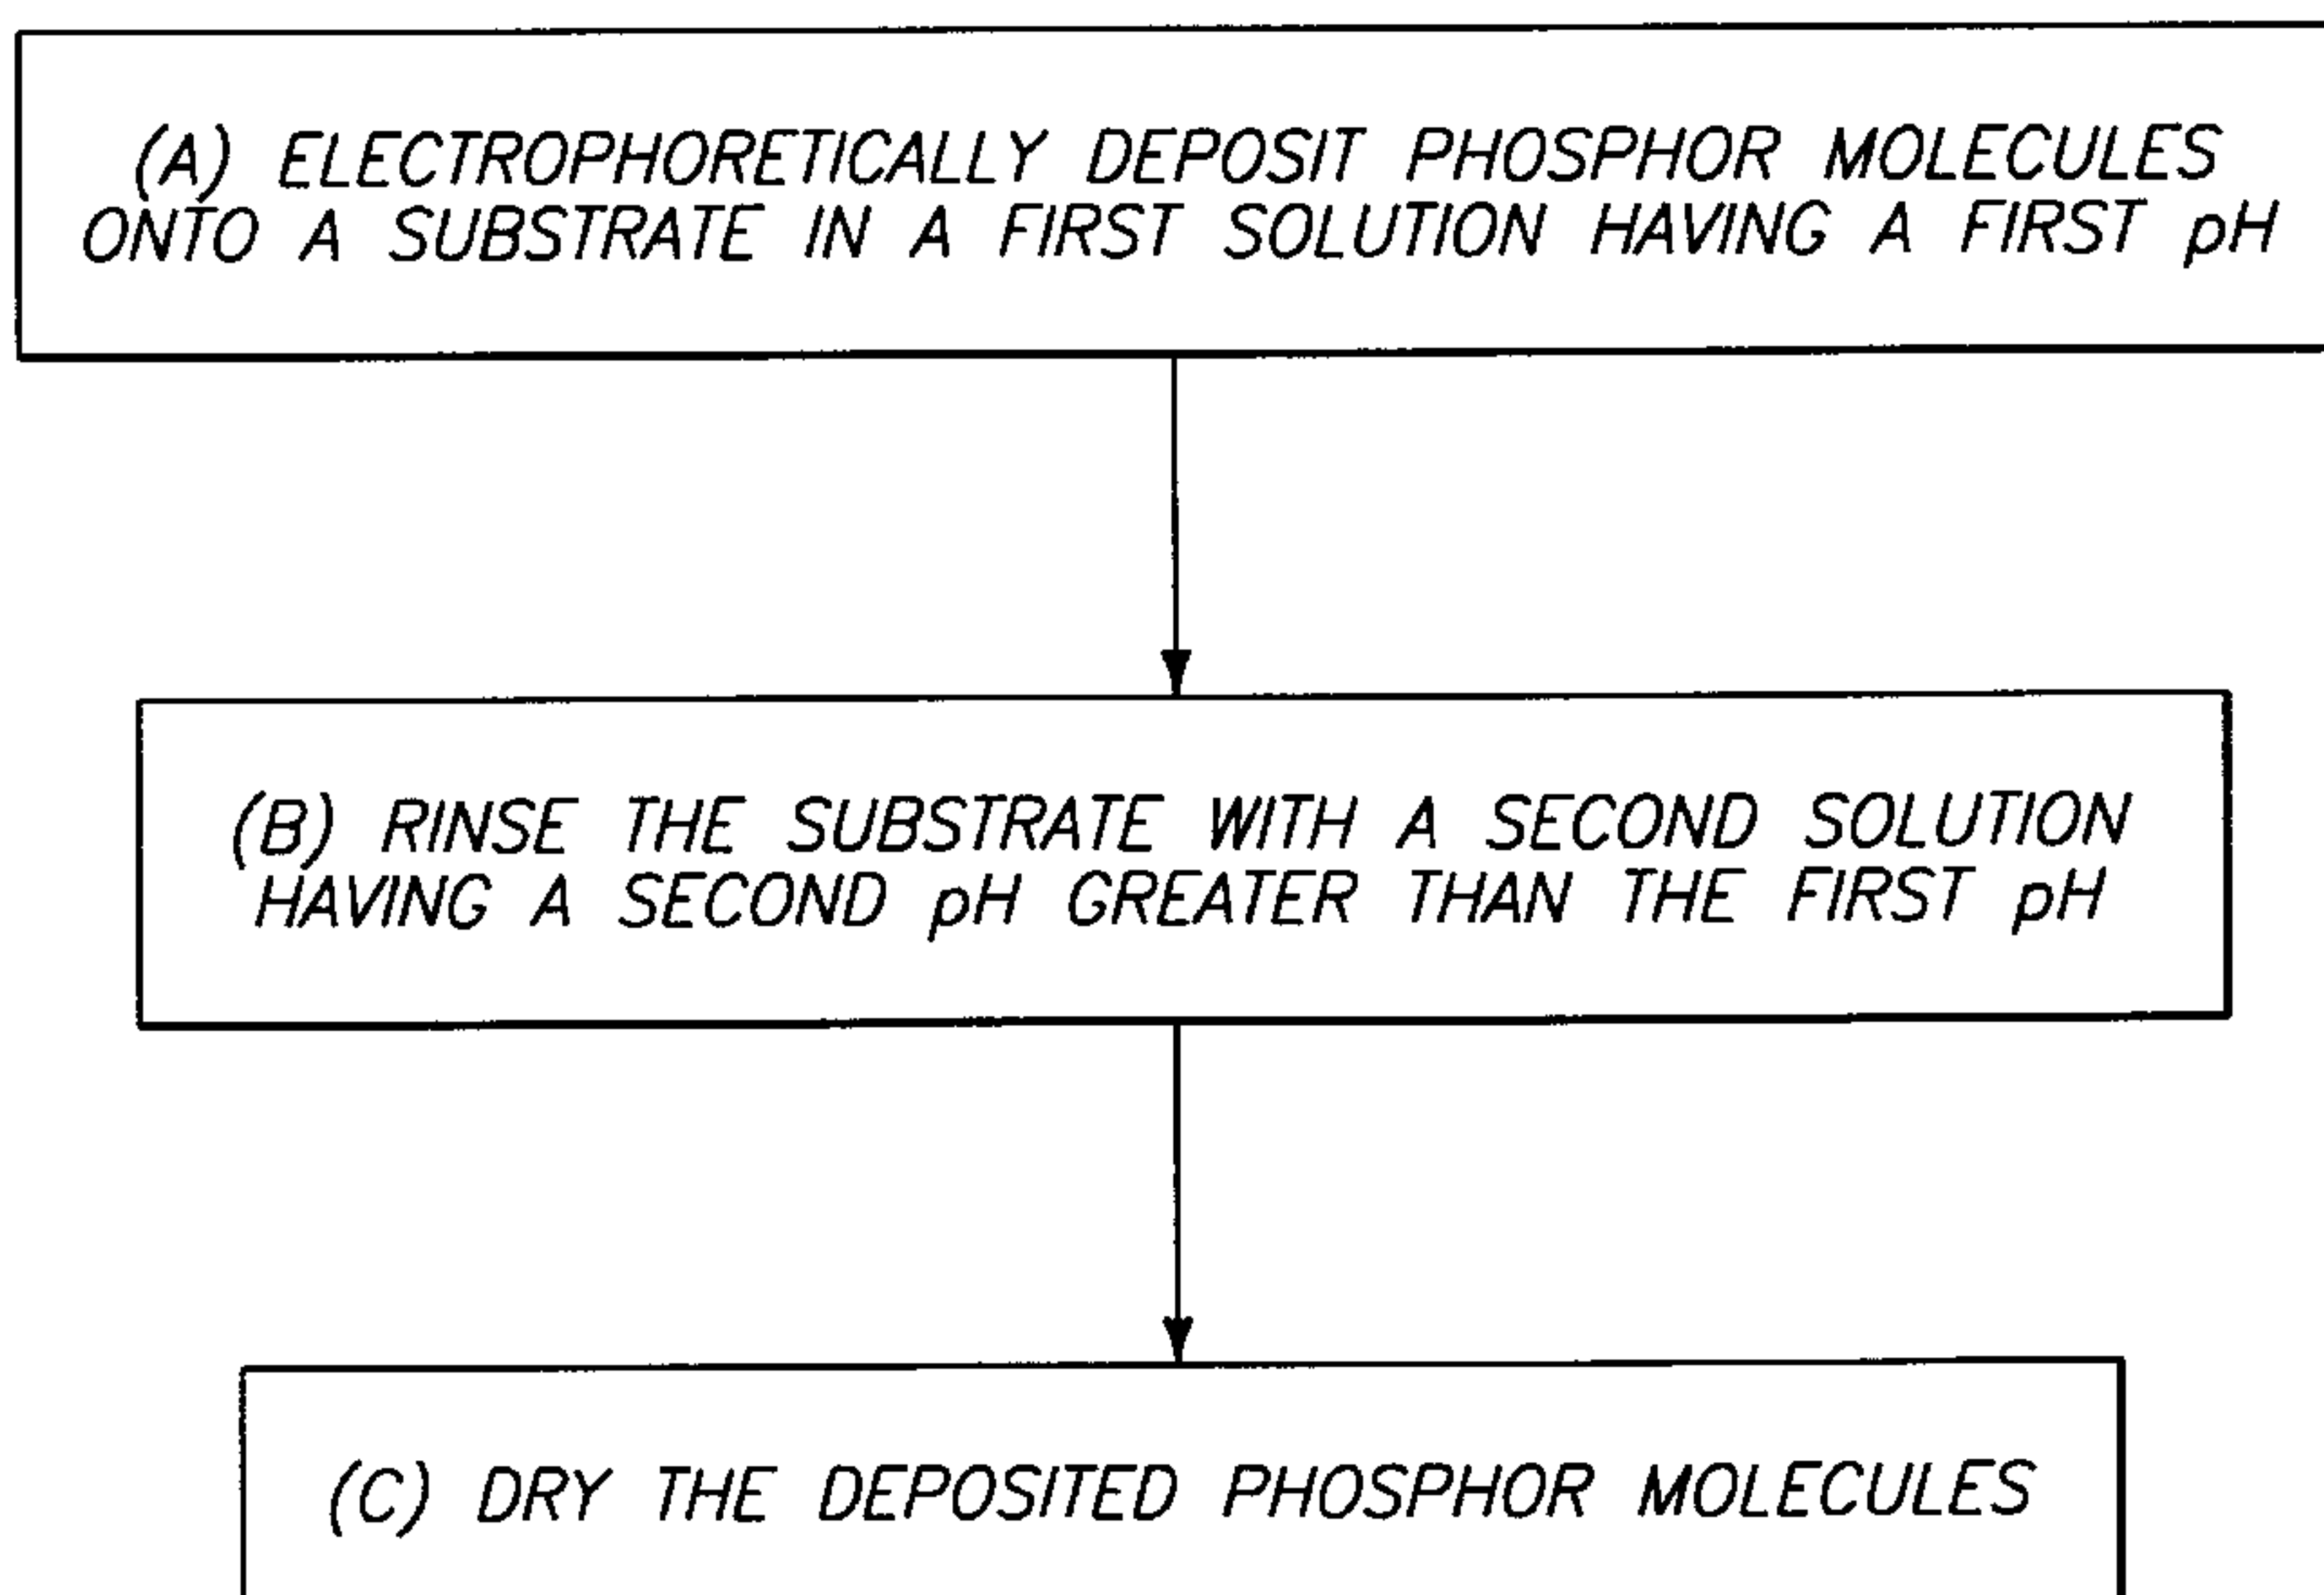 (A) ELECTROPHORETICALLY DEPOSIT PHOSPHOR MOLECULES
ONTO A SUBSTRATE IN A FIRST SOLUTION HAVING A FIRST pH
(B) RINSE THE SUBSTRATE WITH A SECOND SOLUTION
HAVING A SECOND pH GREATER THAN THE FIRST pH
(C) DRY THE DEPOSITED PHOSPHOR MOLECULES